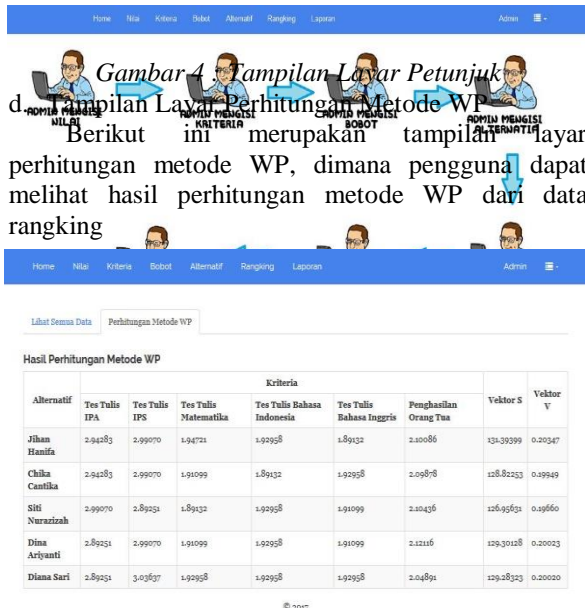 Home Nilai Kriteria Bobot Alternatif Rangking Laporan Admin
Gambar 4 : Tampilan Layar Petunjuk
ADMIN MENGISI NILAI
ADMIN MENGISI KRITERIA
ADMIN MENGISI BOBOT
ADMIN MENGISI ALTERNATIF
d. Tampilan Layar Perhitungan Metode WP
Berikut ini merupakan tampilan layar
perhitungan metode WP, dimana pengguna dapat
melihat hasil perhitungan metode WP dari data
rangking
Home Nilai Kriteria Bobot Alternatif Rangking Laporan Admin
Lihat Semua Data Perhitungan Metode WP
Hasil Perhitungan Metode WP
Alternatif Kriteria Vektor S Vektor V
Tes Tulis IPA Tes Tulis IPS Tes Tulis Matematika Tes Tulis Bahasa Indonesia Tes Tulis Bahasa Inggris Penghasilan Orang Tua
Jihan Hanifa 2.94283 2.99070 1.94721 1.92958 1.89132 2.10086 131.39399 0.20347
Chika Cantika 2.94283 2.99070 1.91099 1.89132 1.92958 2.09878 128.82253 0.19949
Siti Nurazizah 2.99070 2.89251 1.89132 1.92958 1.91099 2.10436 126.95631 0.19660
Dina Ariyanti 2.89251 2.99070 1.91099 1.92958 1.91099 2.12116 129.30128 0.20023
Diana Sari 2.89251 3.03637 1.92958 1.92958 1.92958 2.04891 129.28323 0.20020
© 2017